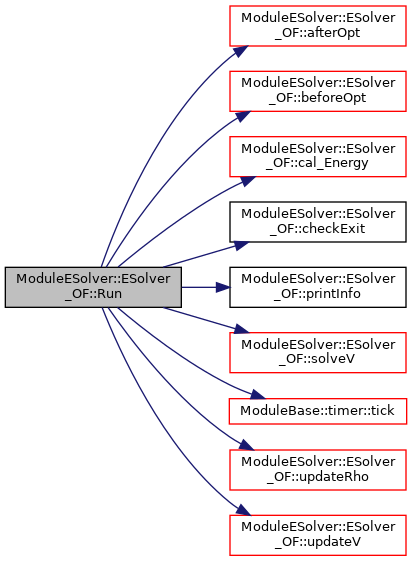 ModuleESolver::ESolver
_OF::Run
ModuleESolver::ESolver
_OF::afterOpt
ModuleESolver::ESolver
_OF::beforeOpt
ModuleESolver::ESolver
_OF::cal_Energy
ModuleESolver::ESolver
_OF::checkExit
ModuleESolver::ESolver
_OF::printInfo
ModuleESolver::ESolver
_OF::solveV
ModuleBase::timer::tick
ModuleESolver::ESolver
_OF::updateRho
ModuleESolver::ESolver
_OF::updateV